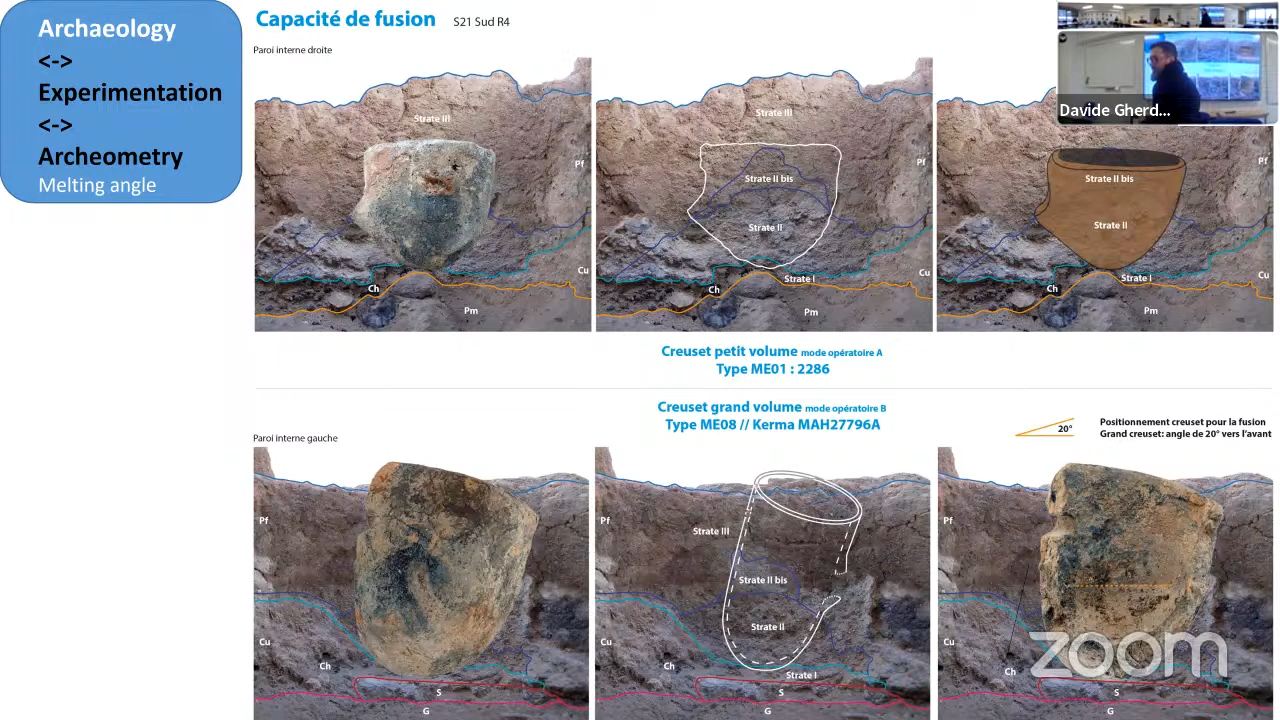 Archaeology
<->
Experimentation
<->
Archeometry
Melting angle
Capacité de fusion S21 Sud R4
Paroi interne droite
Strate III
Pf
Cu
Ch
Pm
Strate III
Pf
Strate II bis
Strate II
Cu
Strate I
Ch
Pm
Pf
Strate II bis
Strate II
Cu
Strate I
Ch
Pm
Davide Gherd...
Creuset petit volume mode opératoire A
Type ME01 : 2286
Creuset grand volume mode opératoire B
Type ME08 // Kerma MAH27796A
20°
Positionnement creuset pour la fusion
Grand creuset: angle de 20° vers l'avant
Paroi interne gauche
Pf
Cu
Ch
S
G
Pf
Strate III
Strate II bis
Strate II
Cu
Ch
Strate I
S
G
Pf
Cu
Ch
S
G
zoom